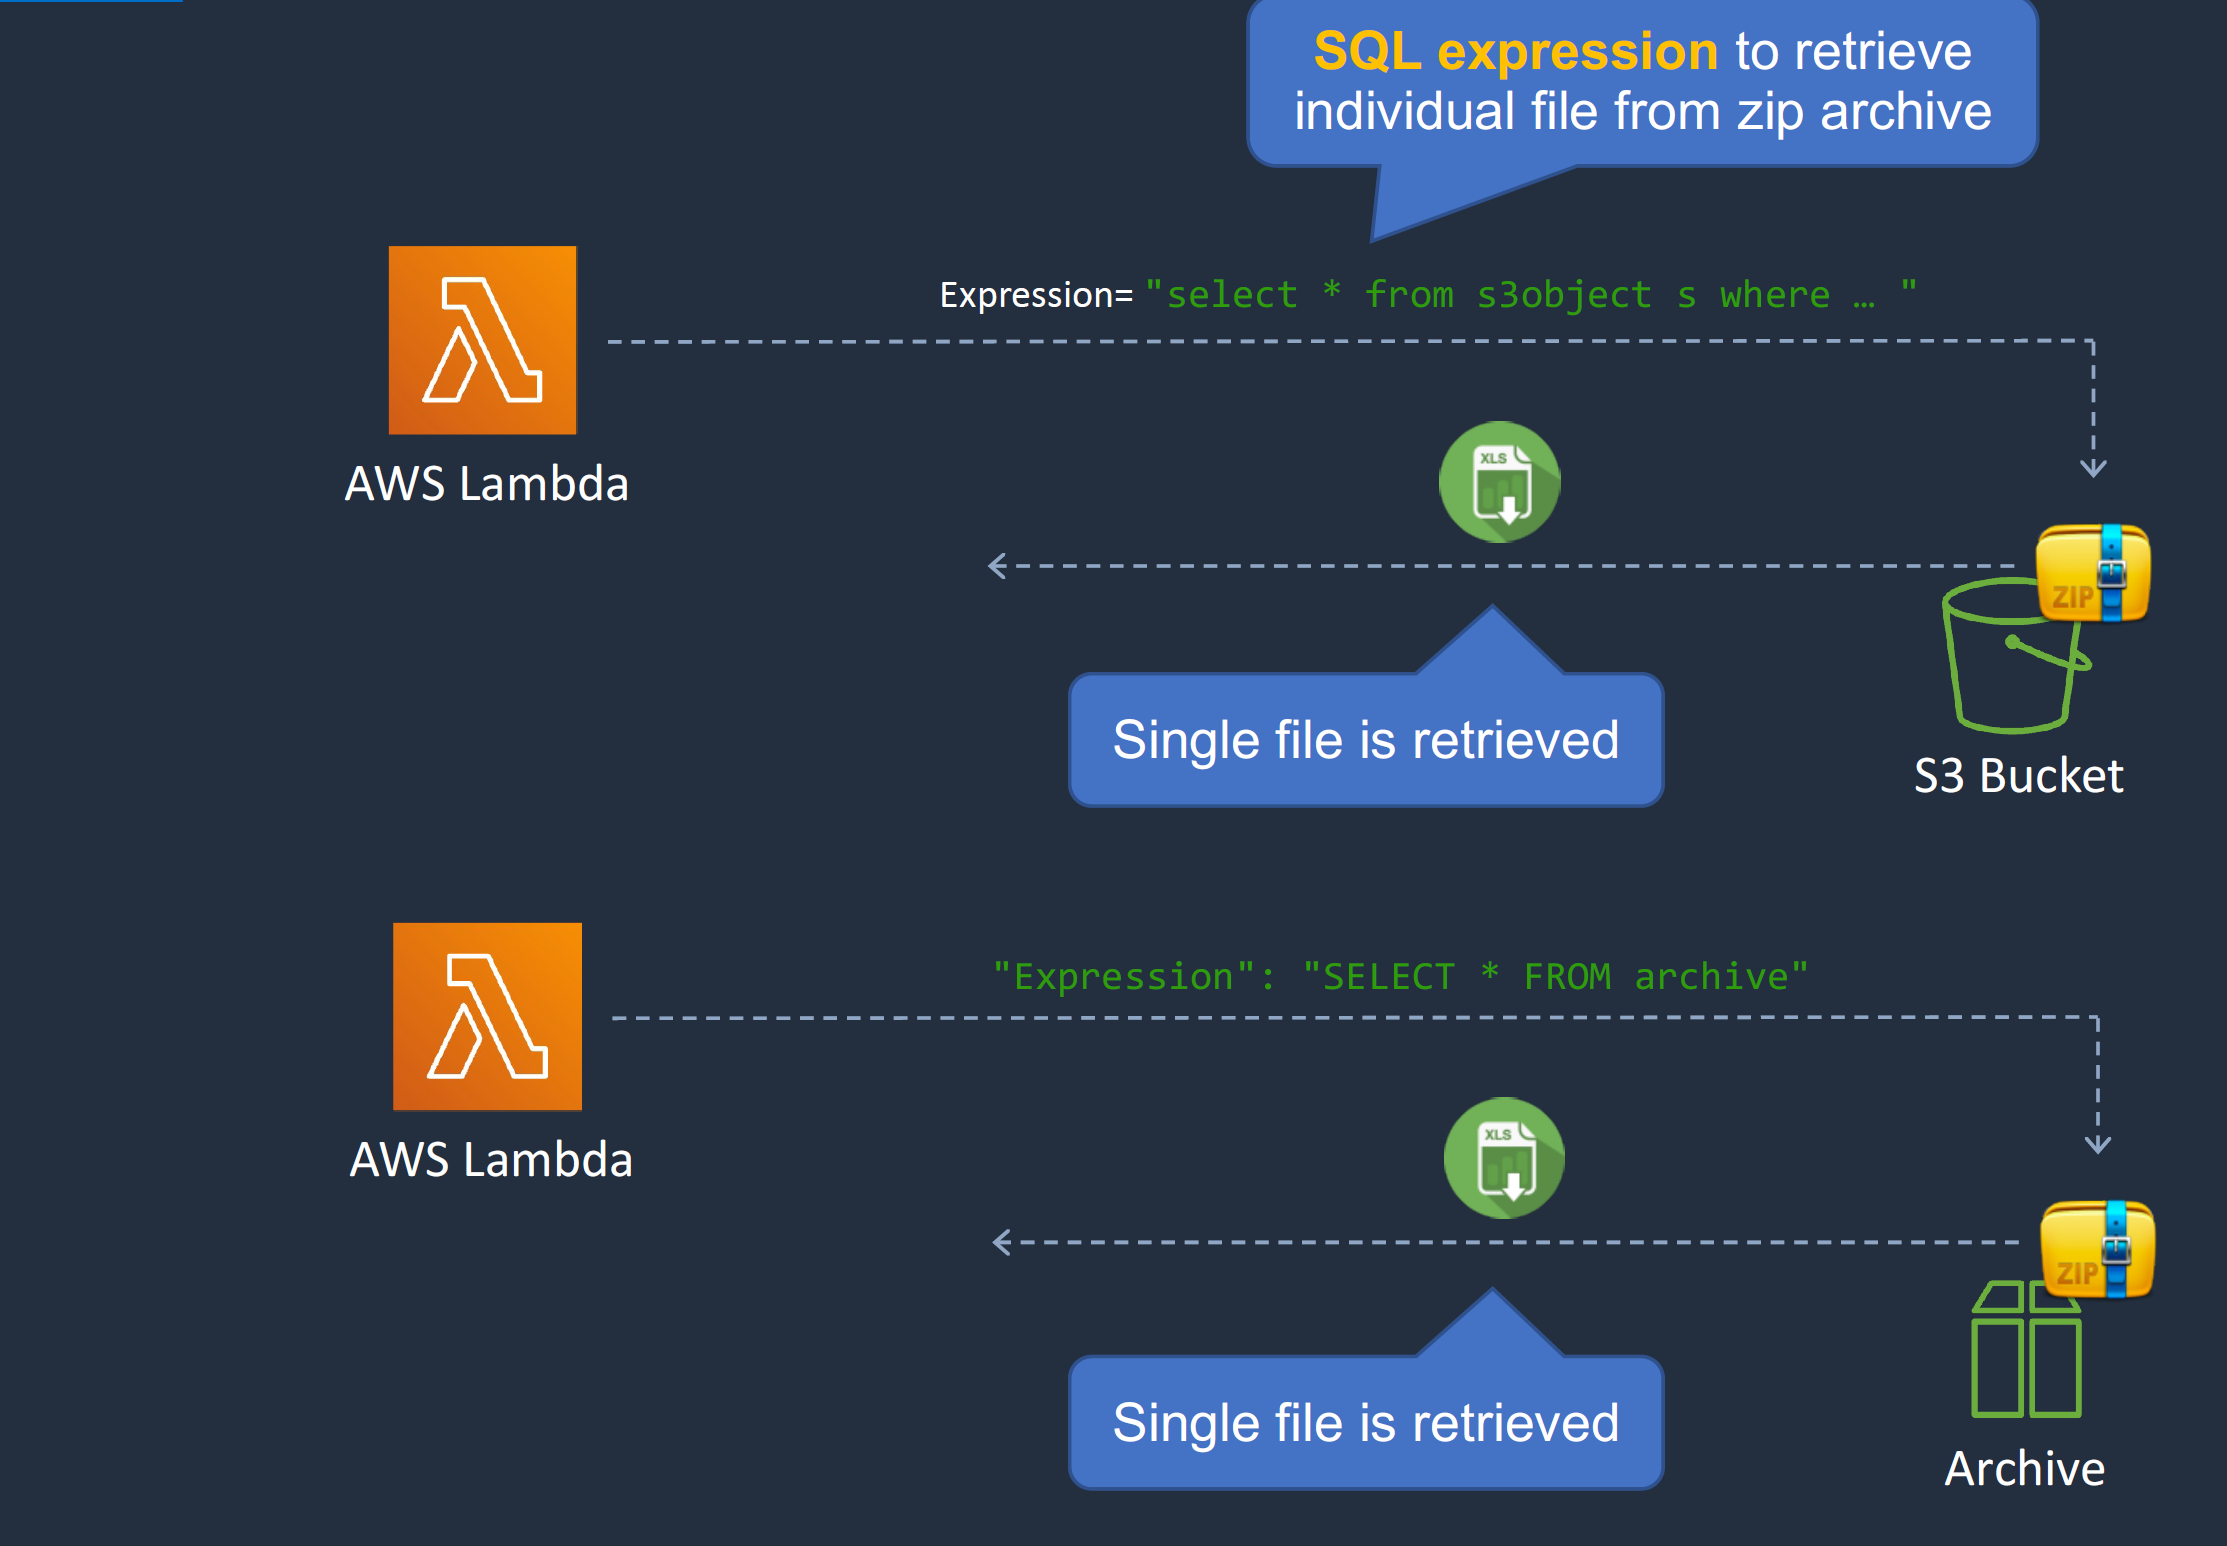 SQL expression to retrieve
individual file from zip archive
Expression= "select * from s3object s where … "
AWS Lambda
XLS
ZIP
Single file is retrieved
S3 Bucket
"Expression": "SELECT * FROM archive"
AWS Lambda
XLS
ZIP
Single file is retrieved
Archive